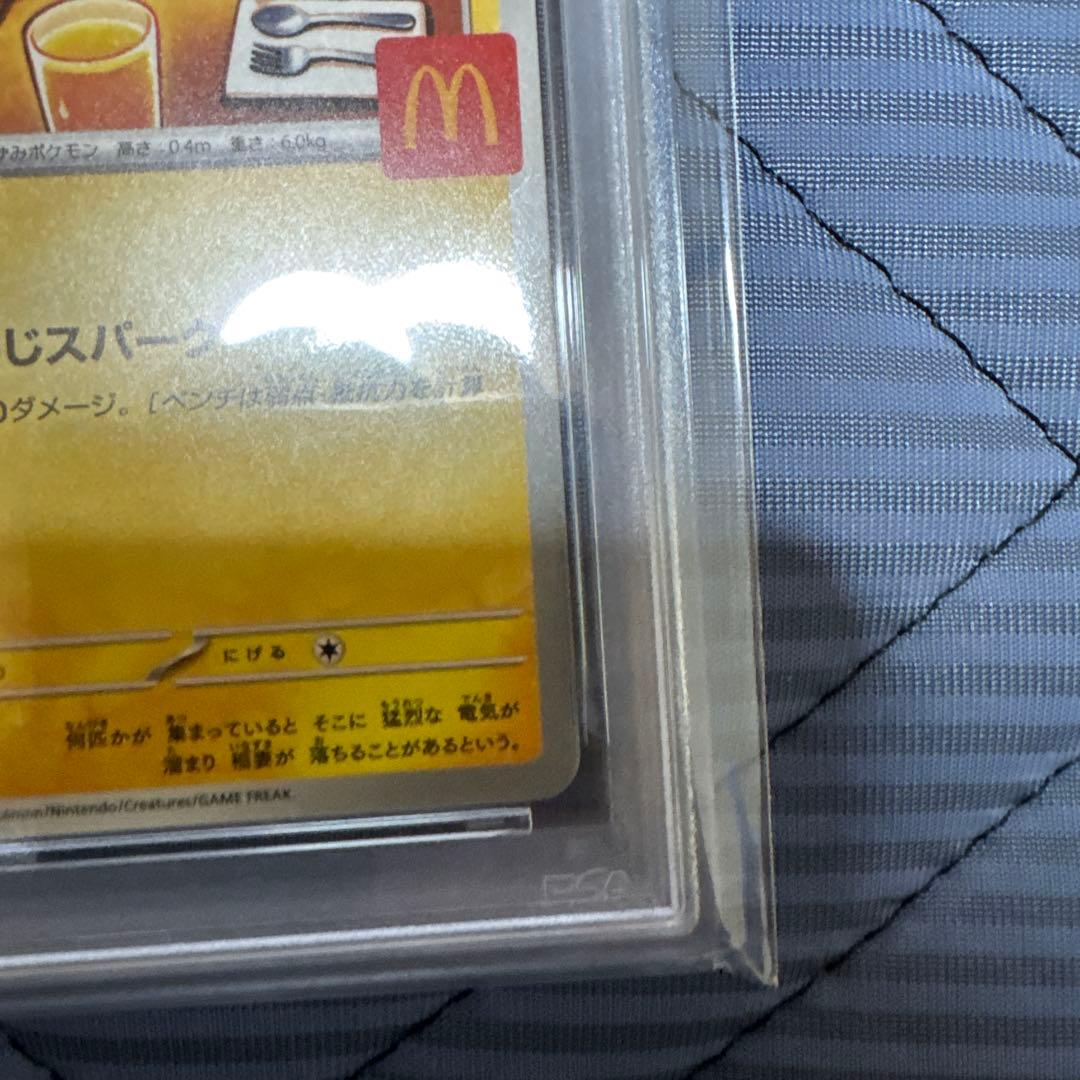 ずみポケモン 高さ：0.4m 重さ：6.0kg
じスパーク
ダメージ。［ベンチは弱点・抵抗力を計算
にげる
何匹かが 集まっていると そこに 猛烈な 電気が
溜まり 稲妻が 落ちることがあるという。
/Nintendo/Creatures/GAME FREAK